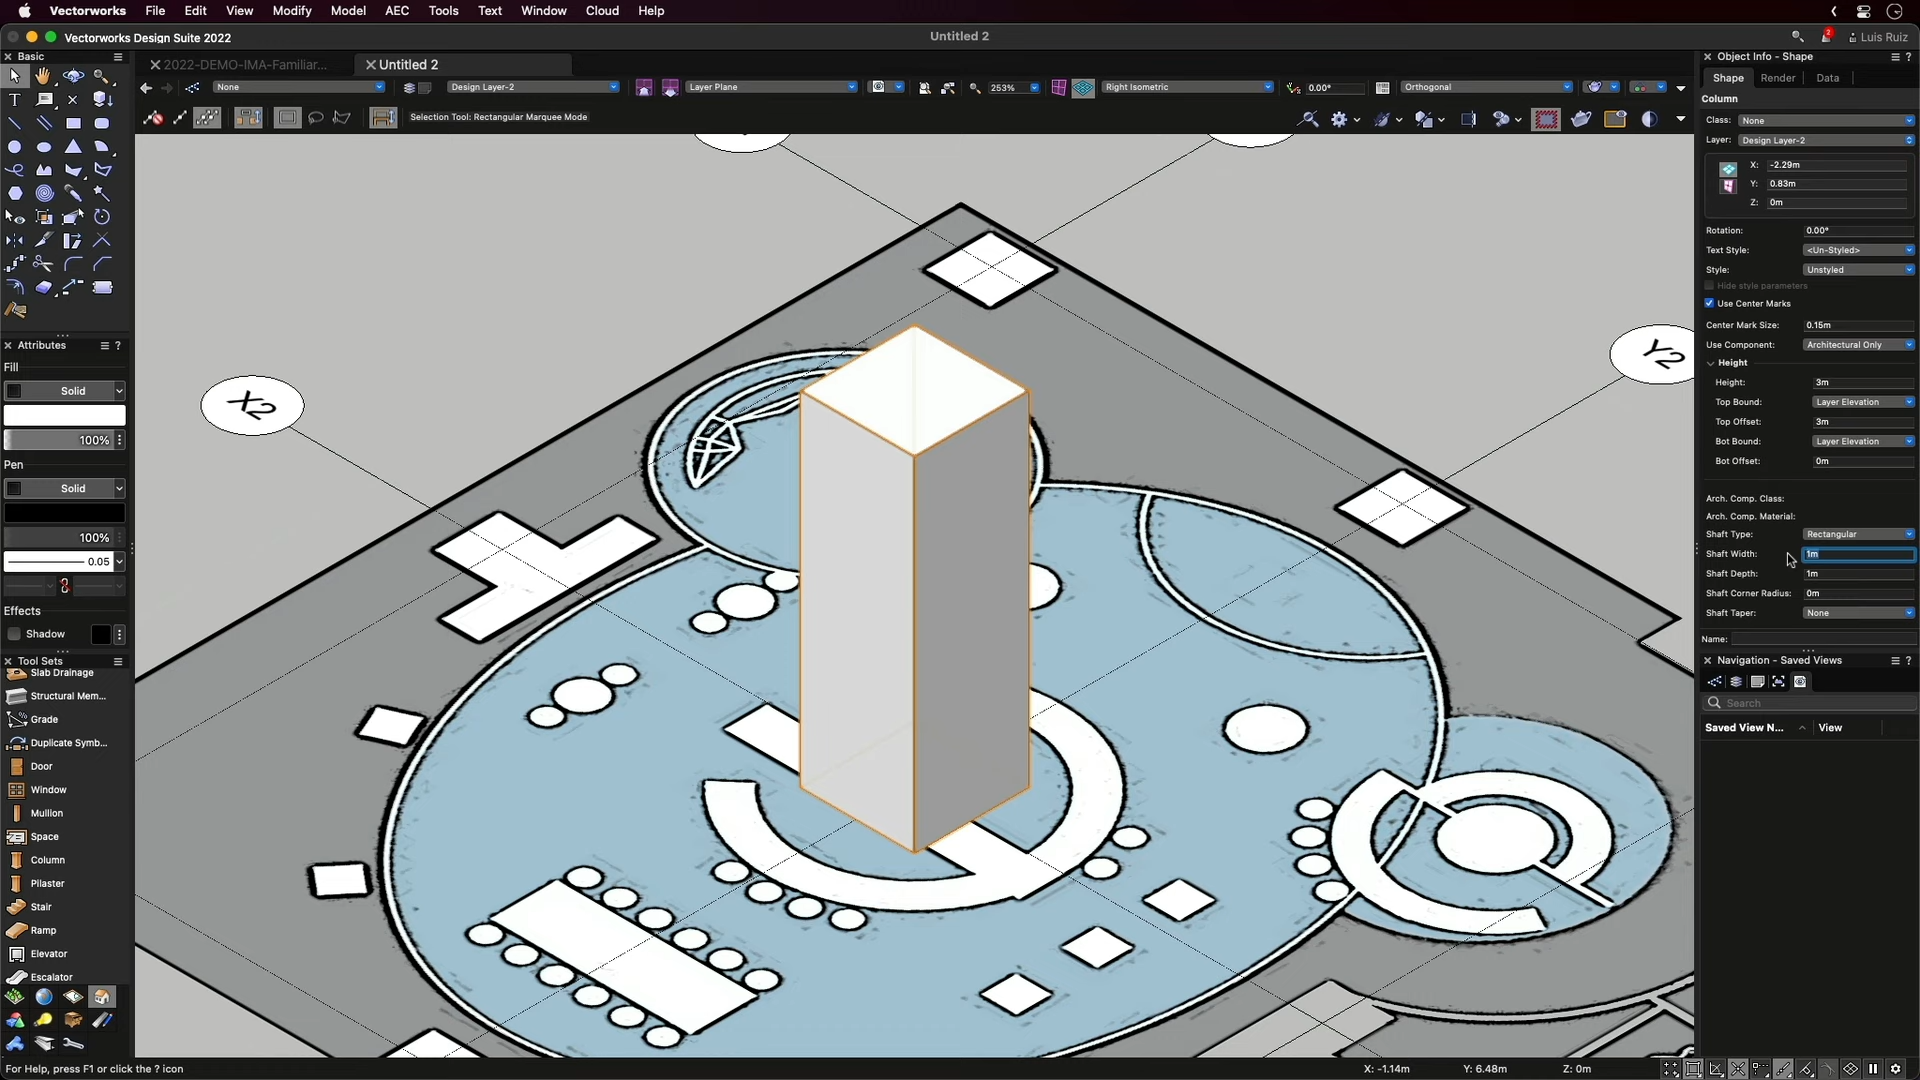 Vectorworks File Edit View Modify Model AEC Tools Text Window Cloud Help
Vectorworks Design Suite 2022
Untitled 2
2
Luis Ruiz
Basic
2022-DEMO-IMA-Familiar...
Untitled 2
None
Design Layer-2
Layer Plane
253%
Right Isometric
0.00°
Orthogonal
Selection Tool: Rectangular Marquee Mode
Attributes
Fill
Solid
100%
Pen
Solid
100%
0.05
Effects
Shadow
Tool Sets
Slab Drainage
Structural Mem...
Grade
Duplicate Symb...
Door
Window
Mullion
Space
Column
Pilaster
Stair
Ramp
Elevator
Escalator
X2
Y2
Object Info - Shape
Shape Render Data
Column
Class: None
Layer: Design Layer-2
X: -2.29m
Y: 0.83m
Z: 0m
Rotation: 0.00°
Text Style: <Un-Styled>
Style: Unstyled
Hide style parameters
Use Center Marks
Center Mark Size: 0.15m
Use Component: Architectural Only
Height
Height: 3m
Top Bound: Layer Elevation
Top Offset: 3m
Bot Bound: Layer Elevation
Bot Offset: 0m
Arch. Comp. Class:
Arch. Comp. Material:
Shaft Type: Rectangular
Shaft Width: 1m
Shaft Depth: 1m
Shaft Corner Radius: 0m
Shaft Taper: None
Name:
Navigation - Saved Views
Search
Saved View N... View
For Help, press F1 or click the ? icon
X: -1.14m Y: 6.48m Z: 0m